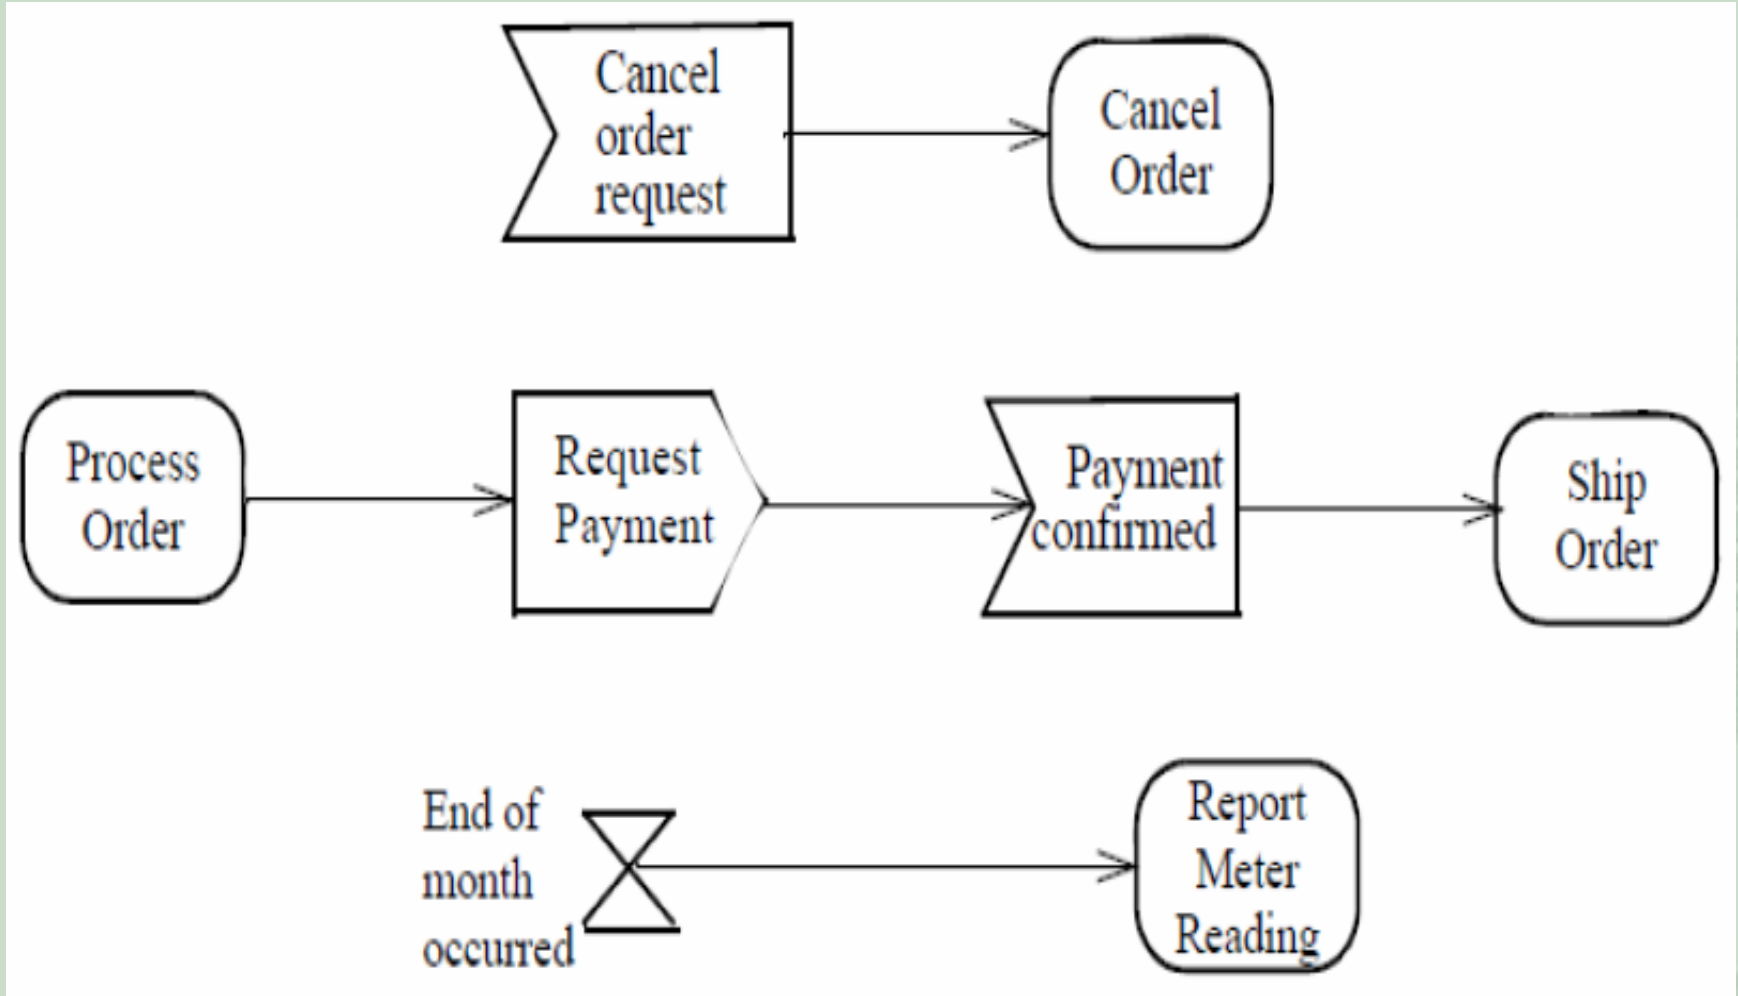 Cancel
order
request
Cancel
Order
Process
Order
Request
Payment
Payment
confirmed
Ship
Order
End of
month
occurred
Report
Meter
Reading